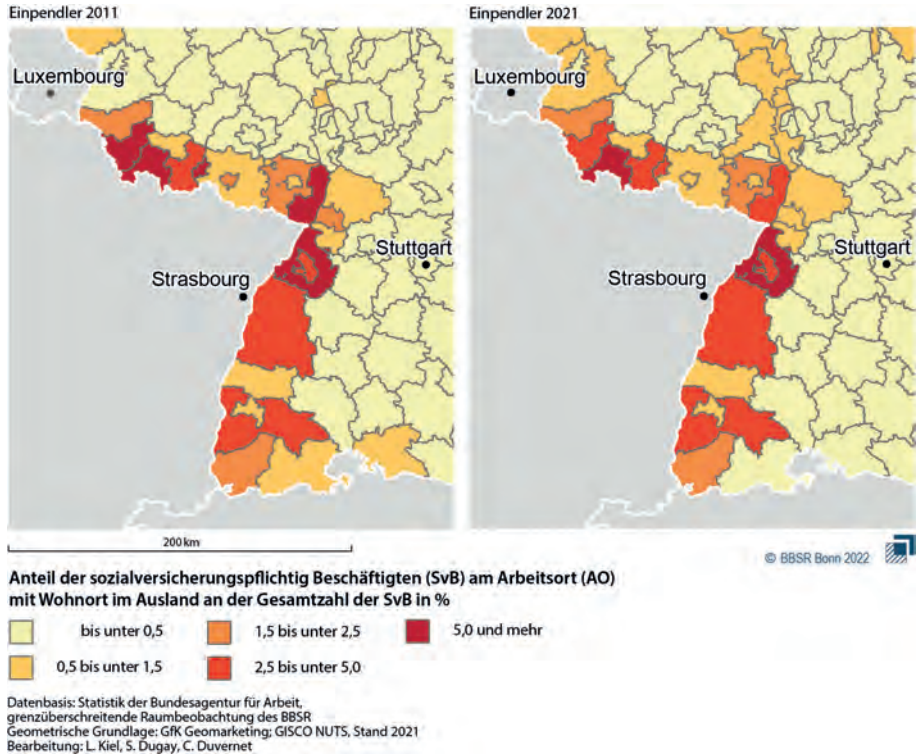 Einpendler 2011
Einpendler 2021
Luxembourg
Luxembourg
Stuttgart
Stuttgart
Strasbourg
Strasbourg
200 km
© BBSR Bonn 2022
Anteil der sozialversicherungspflichtig Beschäftigten (SvB) am Arbeitsort (AO)
mit Wohnort im Ausland an der Gesamtzahl der SvB in %
bis unter 0,5
1,5 bis unter 2,5
5,0 und mehr
0,5 bis unter 1,5
2,5 bis unter 5,0
Datenbasis: Statistik der Bundesagentur für Arbeit,
grenzüberschreitende Raumbeobachtung des BBSR
Geometrische Grundlage: GfK Geomarketing; GISCO NUTS, Stand 2021
Bearbeitung: L. Kiel, S. Dugay, C. Duvernet